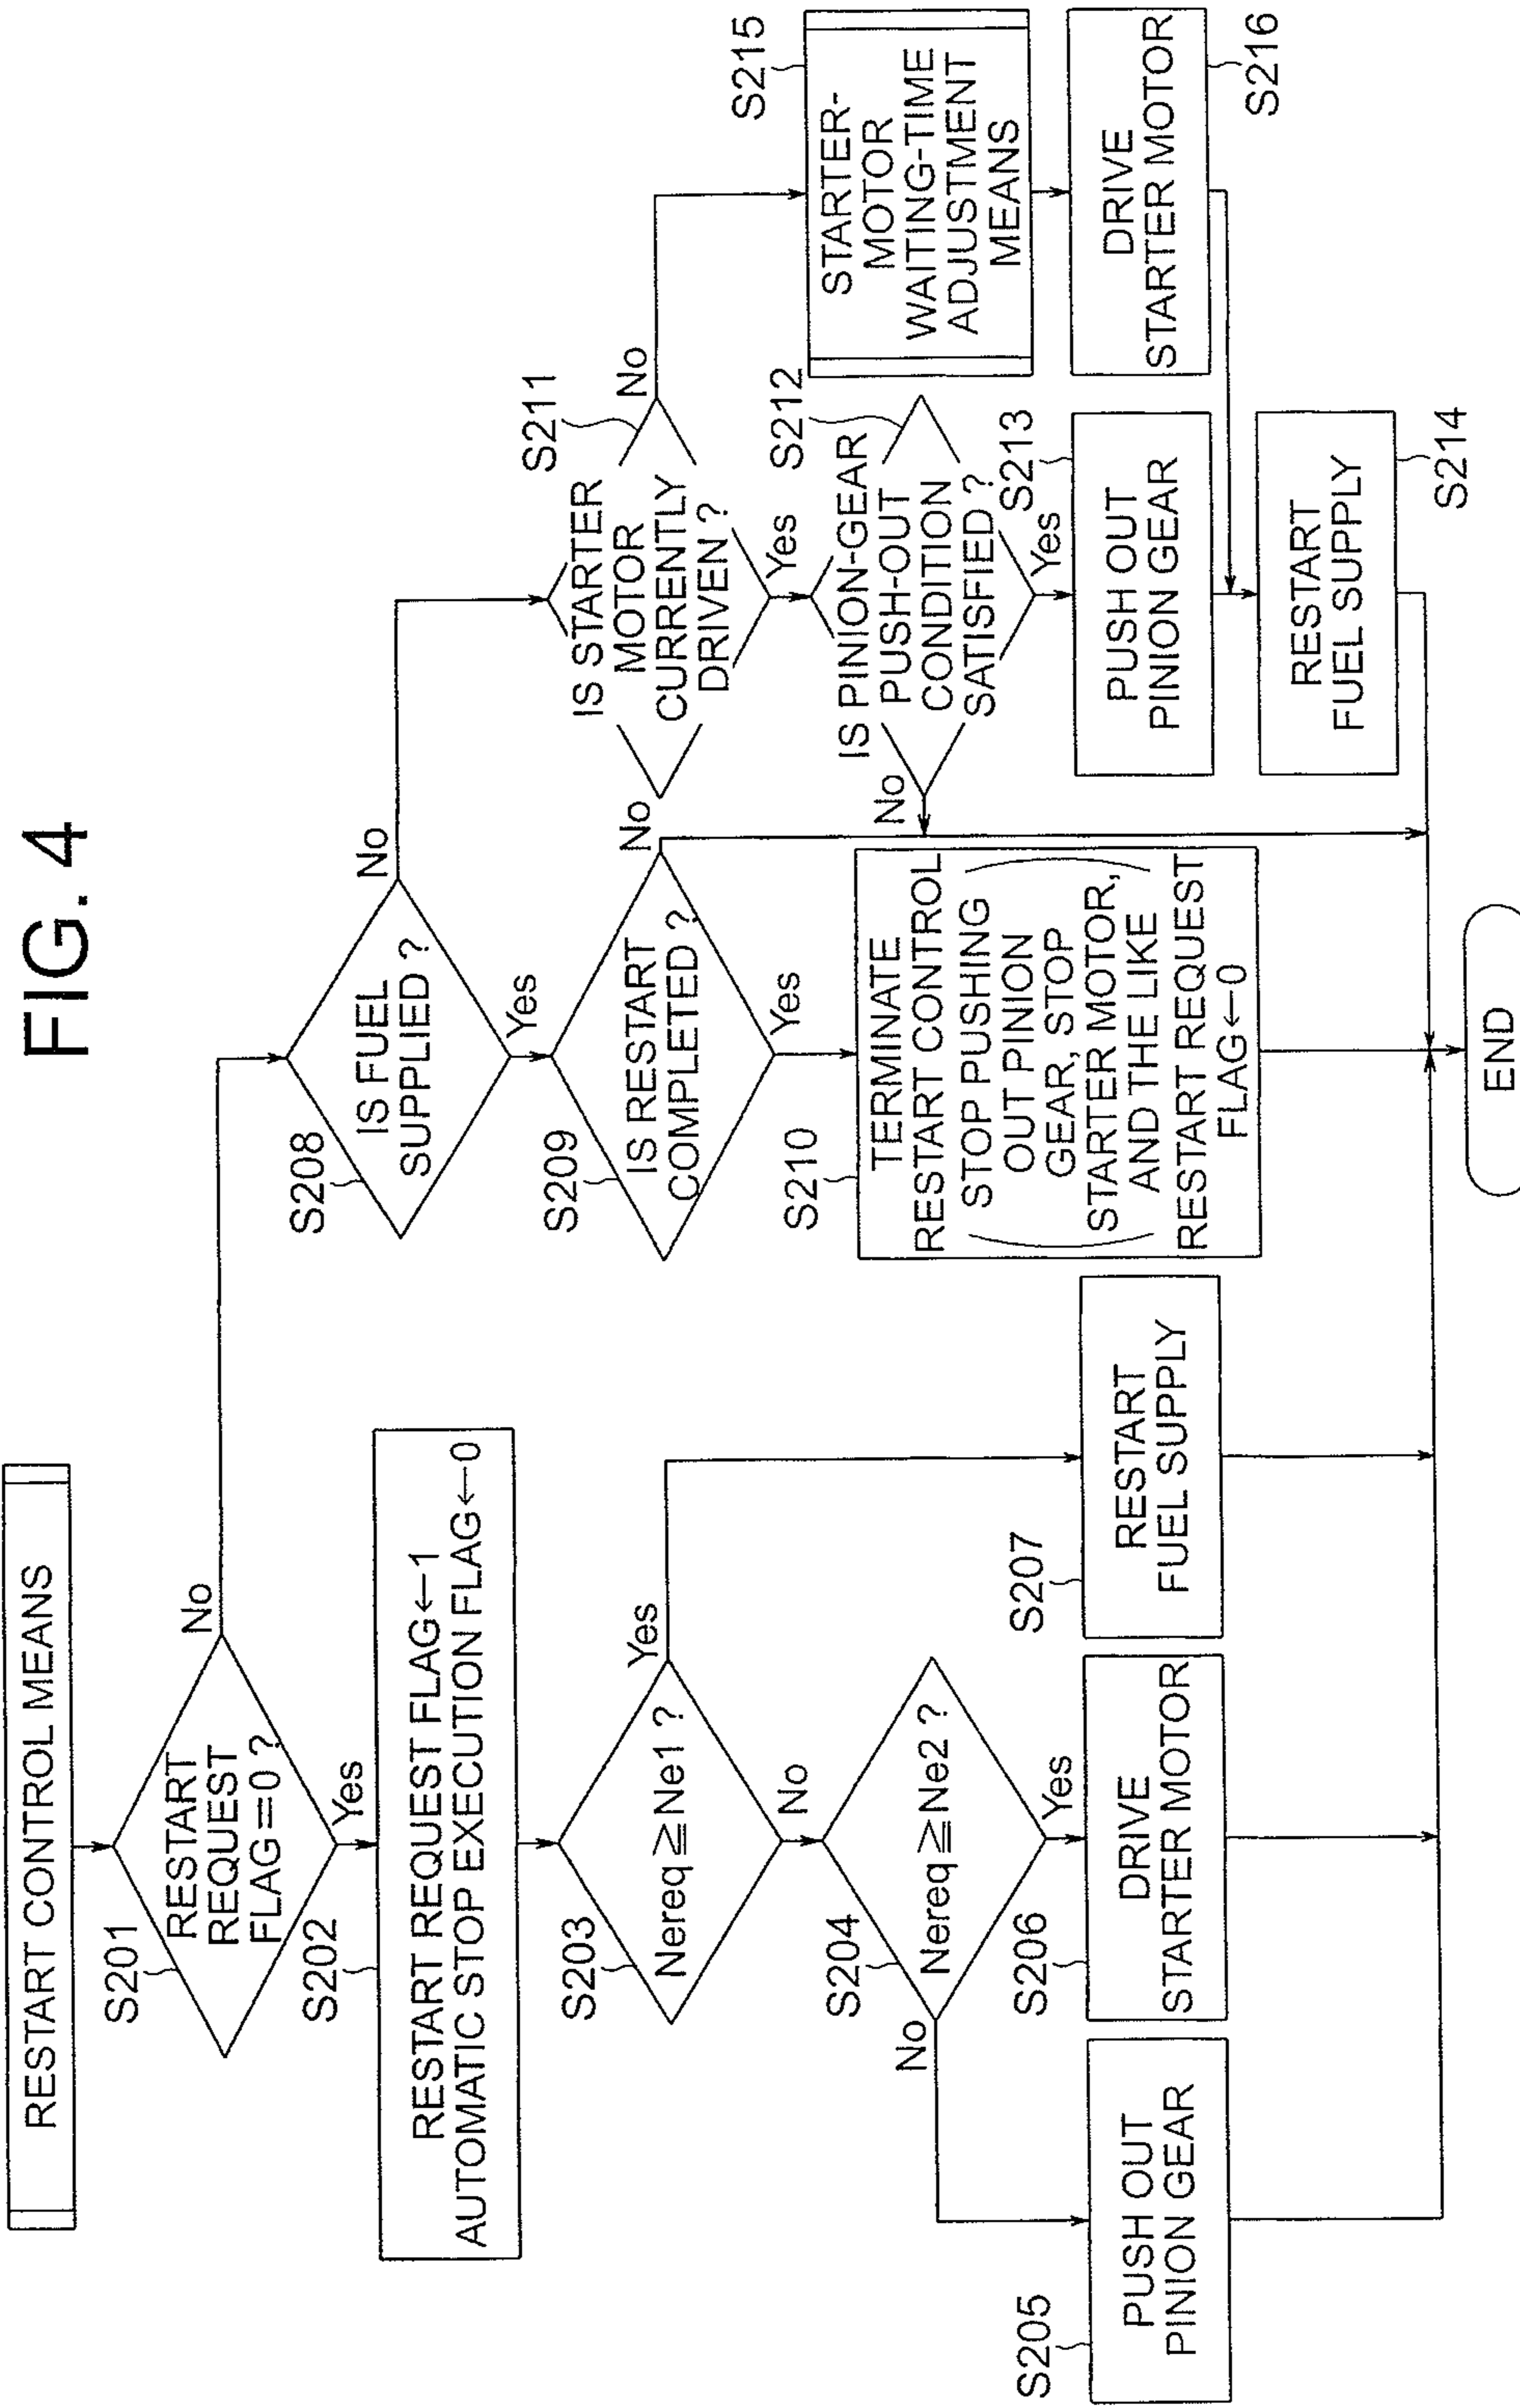 FIG. 4
RESTART CONTROL MEANS
S201
RESTART
REQUEST
FLAG=0 ?
No
Yes
S202
RESTART REQUEST FLAG←1
AUTOMATIC STOP EXECUTION FLAG←0
S203
Nereq≧Ne1 ?
Yes
No
S204
Nereq≧Ne2 ?
No
Yes
S205
PUSH OUT
PINION GEAR
S206
DRIVE
STARTER MOTOR
S207
RESTART
FUEL SUPPLY
S208
IS FUEL
SUPPLIED ?
No
Yes
S209
IS RESTART
COMPLETED ?
No
Yes
S210
TERMINATE
RESTART CONTROL
STOP PUSHING
OUT PINION
GEAR, STOP
STARTER MOTOR,
AND THE LIKE
RESTART REQUEST
FLAG←0
S211
IS STARTER
MOTOR
CURRENTLY
DRIVEN ?
No
Yes
S212
IS PINION-GEAR
PUSH-OUT
CONDITION
SATISFIED ?
No
Yes
S213
PUSH OUT
PINION GEAR
S214
RESTART
FUEL SUPPLY
S215
STARTER-
MOTOR
WAITING-TIME
ADJUSTMENT
MEANS
S216
DRIVE
STARTER MOTOR
END